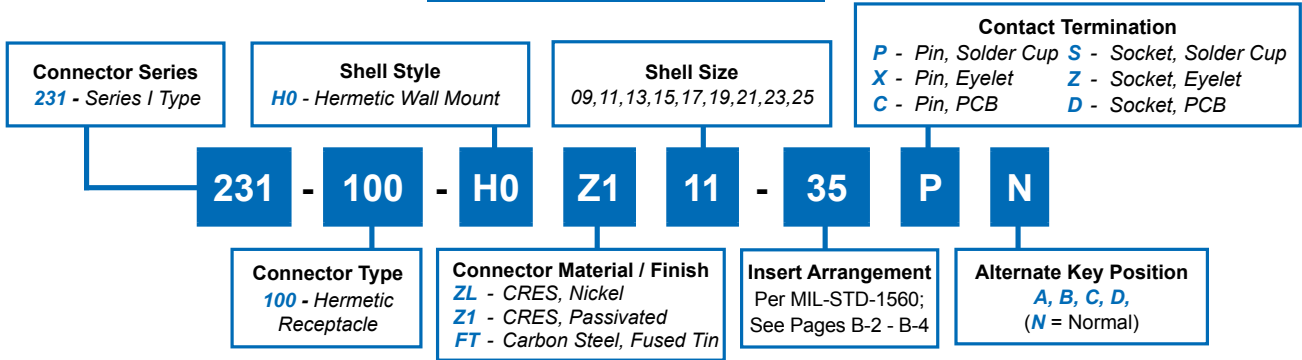 Connector Series
231 - Series I Type
Shell Style
H0 - Hermetic Wall Mount
Shell Size
09,11,13,15,17,19,21,23,25
Contact Termination
P - Pin, Solder Cup S - Socket, Solder Cup
X - Pin, Eyelet Z - Socket, Eyelet
C - Pin, PCB D - Socket, PCB
231 - 100 - H0 Z1 11 - 35 P N
Connector Type
100 - Hermetic
Receptacle
Connector Material / Finish
ZL - CRES, Nickel
Z1 - CRES, Passivated
FT - Carbon Steel, Fused Tin
Insert Arrangement
Per MIL-STD-1560;
See Pages B-2 - B-4
Alternate Key Position
A, B, C, D,
(N = Normal)